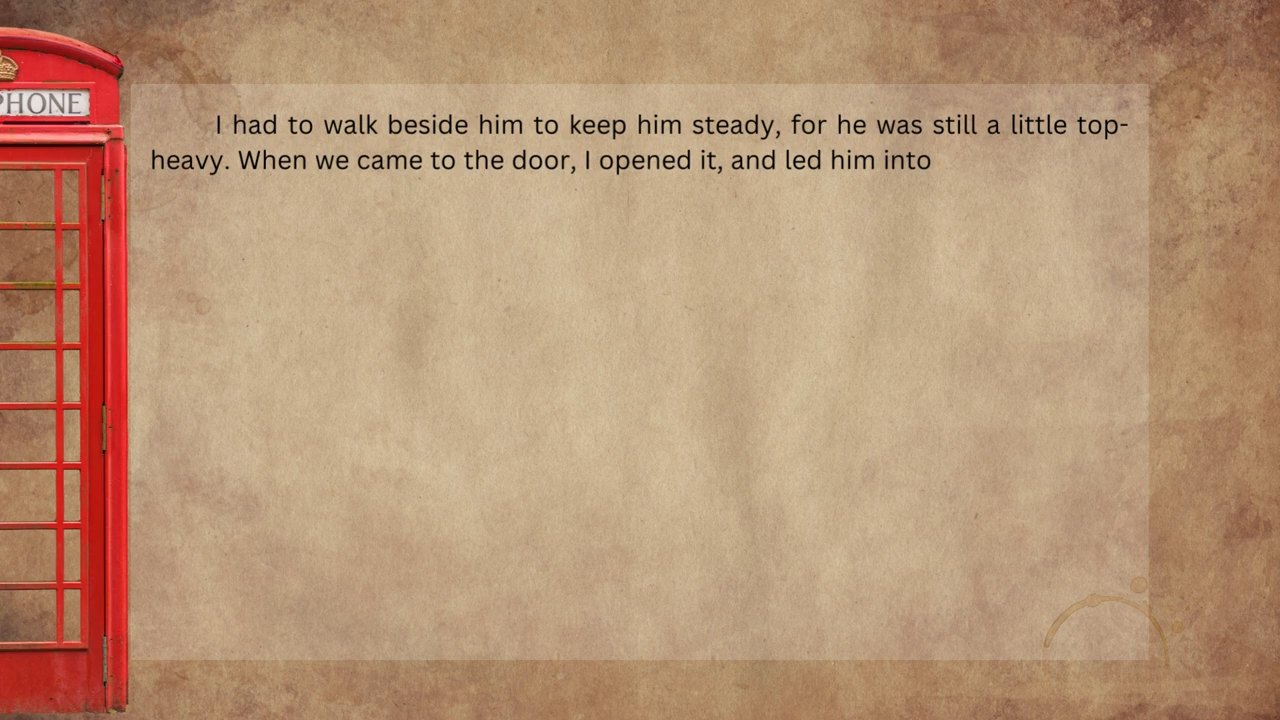 PHONE
I had to walk beside him to keep him steady, for he was still a little top-
heavy. When we came to the door, I opened it, and led him into